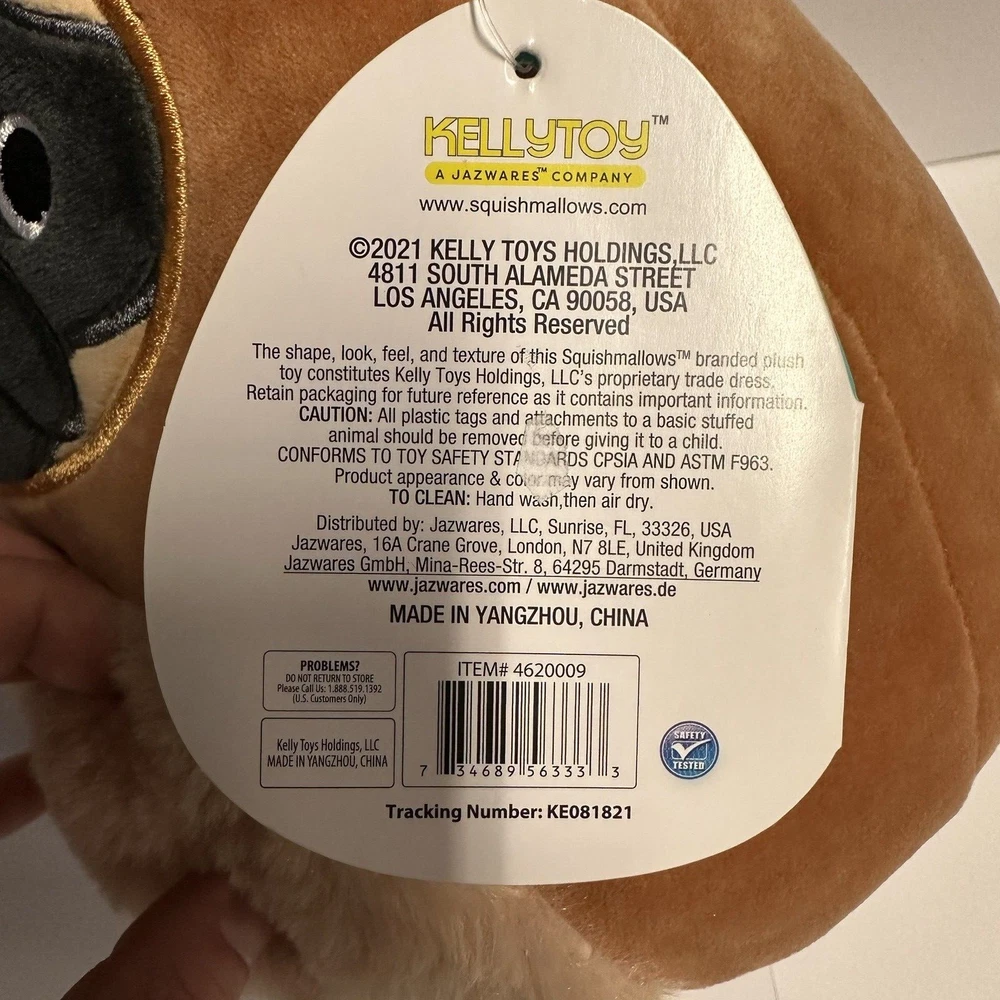 KELLYTOY™
A JAZWARES™ COMPANY
www.squishmallows.com
©2021 KELLY TOYS HOLDINGS,LLC
4811 SOUTH ALAMEDA STREET
LOS ANGELES, CA 90058, USA
All Rights Reserved
The shape, look, feel, and texture of this Squishmallows™ branded plush
toy constitutes Kelly Toys Holdings, LLC's proprietary trade dress.
Retain packaging for future reference as it contains important information.
CAUTION: All plastic tags and attachments to a basic stuffed
animal should be removed before giving it to a child.
CONFORMS TO TOY SAFETY STANDARDS CPSIA AND ASTM F963.
Product appearance & color may vary from shown.
TO CLEAN: Hand wash,then air dry.
Distributed by: Jazwares, LLC, Sunrise, FL, 33326, USA
Jazwares, 16A Crane Grove, London, N7 8LE, United Kingdom
Jazwares GmbH, Mina-Rees-Str. 8, 64295 Darmstadt, Germany
www.jazwares.com / www.jazwares.de
MADE IN YANGZHOU, CHINA
PROBLEMS?
DO NOT RETURN TO STORE
Please Call Us: 1.888.519.1392
(U.S. Customers Only)
Kelly Toys Holdings, LLC
MADE IN YANGZHOU, CHINA
ITEM# 4620009
7 34689 56333 3
SAFETY
TESTED
Tracking Number: KE081821